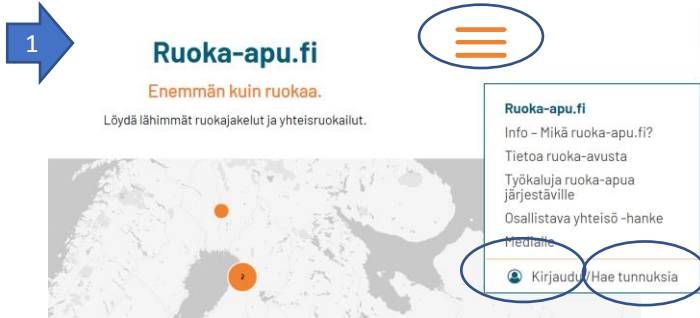 1
Ruoka-apu.fi
Enemmän kuin ruokaa.
Löydä lähimmät ruokajakelut ja yhteisruokailut.
Ruoka-apu.fi
Info – Mikä ruoka-apu.fi?
Tietoa ruoka-avusta
Työkaluja ruoka-apua
järjestäville
Osallistava yhteisö -hanke
Medialle
Kirjaudu/Hae tunnuksia
2